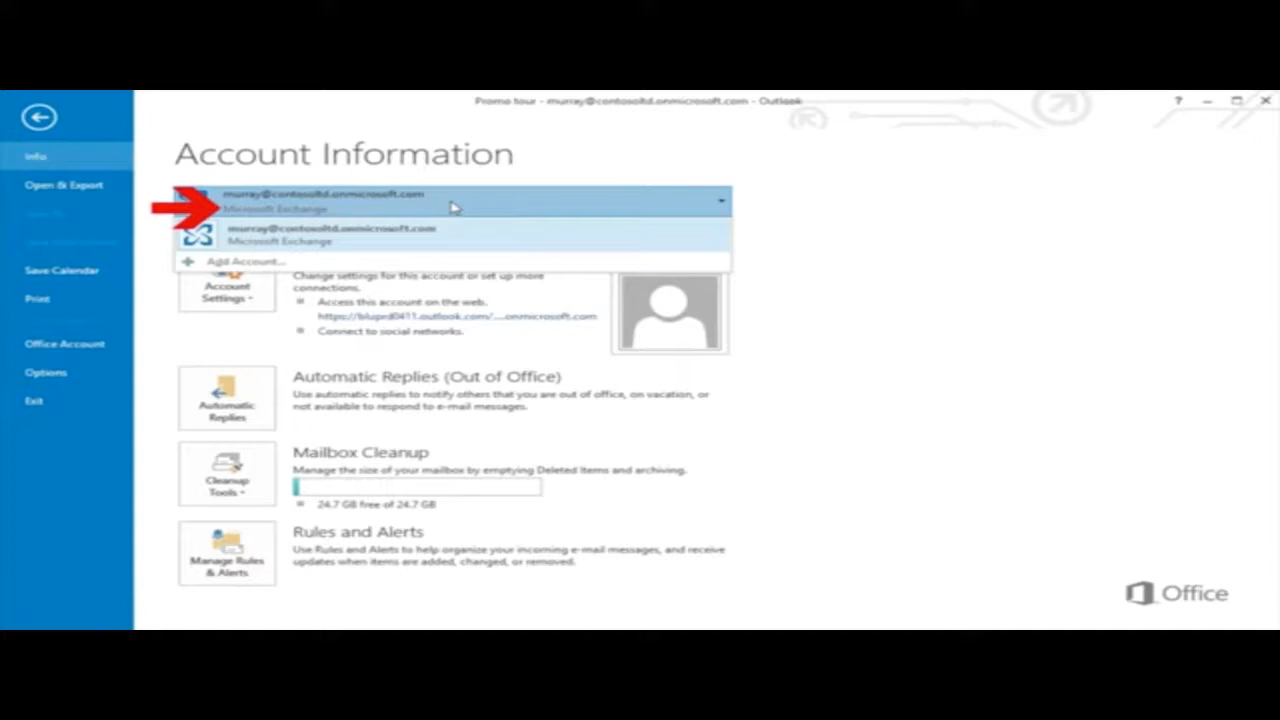 Promo tour - murray@contosoltd.onmicrosoft.com - Outlook
?
Info
Open & Export
Save Calendar
Print
Office Account
Options
Exit
Account Information
murray@contosoltd.onmicrosoft.com
Microsoft Exchange
murray@contosoltd.onmicrosoft.com
Microsoft Exchange
Add Account...
Account
Settings
Change settings for this account or set up more
connections.
Access this account on the web.
https://bluprd0411.outlook.com/...onmicrosoft.com
Connect to social networks.
Automatic
Replies
Automatic Replies (Out of Office)
Use automatic replies to notify others that you are out of office, on vacation, or
not available to respond to e-mail messages.
Cleanup
Tools
Mailbox Cleanup
Manage the size of your mailbox by emptying Deleted Items and archiving.
24.7 GB free of 24.7 GB
Manage Rules
& Alerts
Rules and Alerts
Use Rules and Alerts to help organize your incoming e-mail messages, and receive
updates when items are added, changed, or removed.
Office